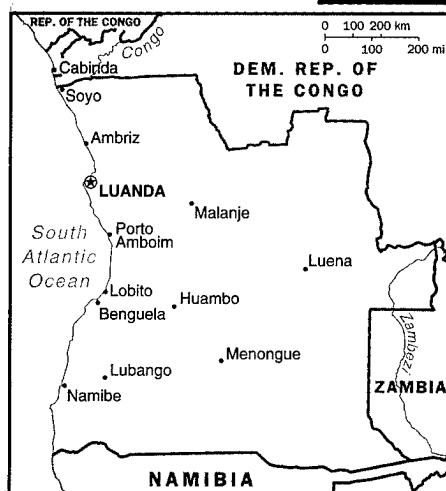 REP. OF THE CONGO
0 100 200 km
0 100 200 mi
Congo
Cabinda
DEM. REP. OF
THE CONGO
Soyo
Ambriz
LUANDA
Malanje
South
Atlantic
Ocean
Porto
Amboim
Luena
Lobito
Benguela
Huambo
Zambezi
Menongue
Lubango
Namibe
ZAMBIA
NAMIBIA